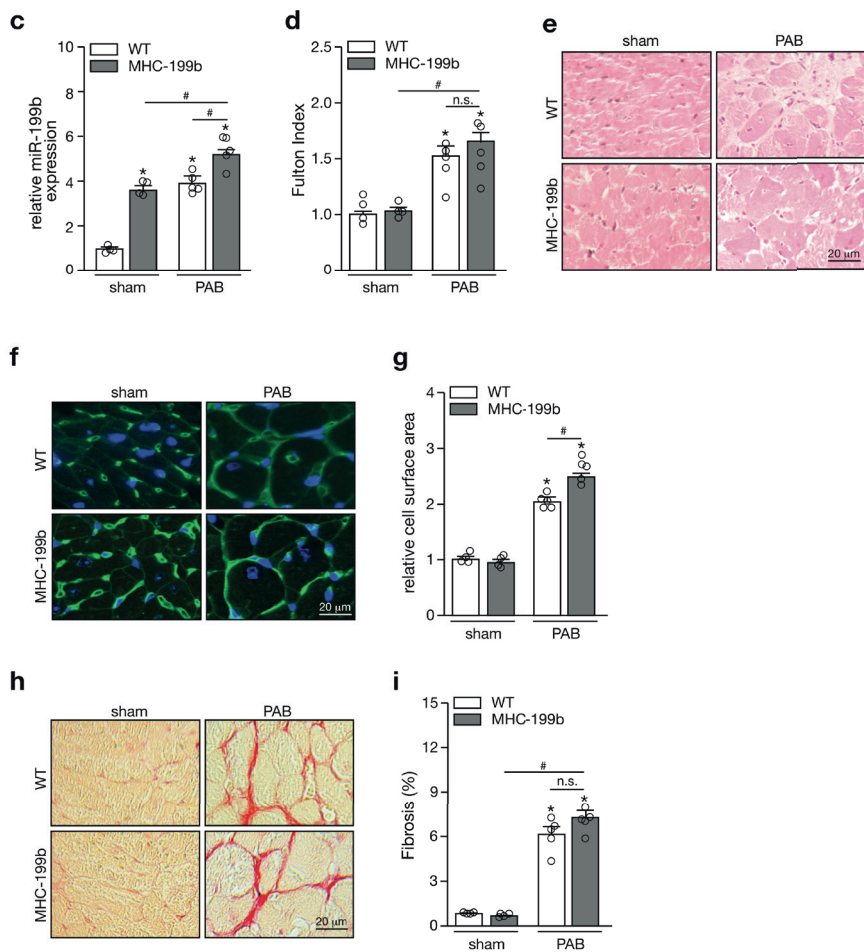 c
WT
MHC-199b
relative miR-199b
expression
10
8
6
4
2
0
#
#
*
*
*
sham
PAB
d
WT
MHC-199b
Fulton Index
2.5
2.0
1.5
1.0
0
#
n.s.
*
*
sham
PAB
e
sham
PAB
WT
MHC-199b
20 µm
f
sham
PAB
WT
MHC-199b
20 µm
g
WT
MHC-199b
relative cell surface area
4
3
2
1
0
#
*
*
sham
PAB
h
sham
PAB
WT
MHC-199b
20 µm
i
WT
MHC-199b
Fibrosis (%)
15
12
9
6
3
0
#
n.s.
*
*
sham
PAB